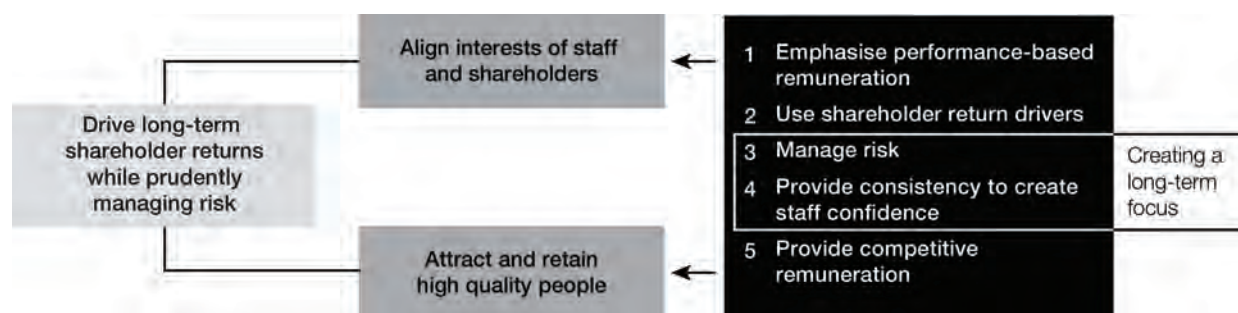 Drive long-term
shareholder returns
while prudently
managing risk
Align interests of staff
and shareholders
Attract and retain
high quality people
1 Emphasise performance-based
remuneration
2 Use shareholder return drivers
3 Manage risk
4 Provide consistency to create
staff confidence
5 Provide competitive
remuneration
Creating a
long-term
focus